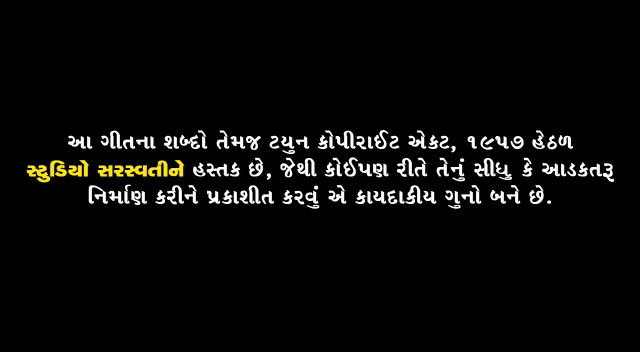 આ ગીતના શબ્દો તેમજ ટયુન કોપીરાઈટ એકટ, ૧૯૫૭ હેઠળ
સ્ટુડિયો સરસ્વતીને હસ્તક છે, જેથી કોઈપણ રીતે તેનું સીધુ કે આડકતરૂ
નિર્માણ કરીને પ્રકાશીત કરવું એ કાયદાકીય ગુનો બને છે.